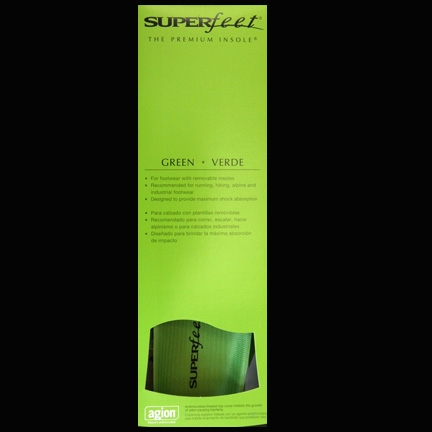 SUPERfeet®
THE PREMIUM INSOLE®
GREEN • VERDE
• For footwear with removable insoles
• Recommended for running, hiking, alpine and
industrial footwear
• Designed to provide maximum shock absorption
• Para calzado con plantillas removibles
• Recomendado para correr, escalar, hacer
alpinismo o para calzados industriales
• Diseñado para brindar la máxima absorción
de impacto
SUPERfeet
agion